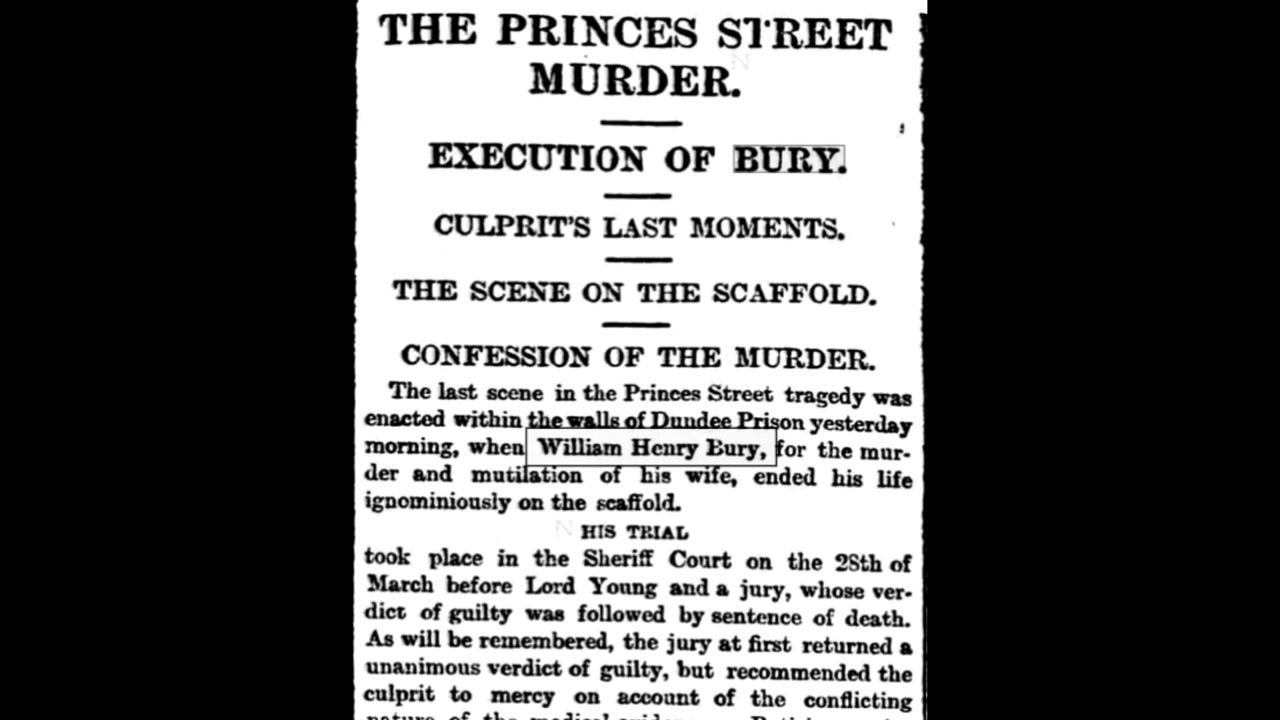 THE PRINCES STREET
MURDER.
EXECUTION OF BURY.
CULPRIT'S LAST MOMENTS.
THE SCENE ON THE SCAFFOLD.
CONFESSION OF THE MURDER.
The last scene in the Princes Street tragedy was
enacted within the walls of Dundee Prison yesterday
morning, when William Henry Bury, for the mur-
der and mutilation of his wife, ended his life
ignominiously on the scaffold.
HIS TRIAL
took place in the Sheriff Court on the 28th of
March before Lord Young and a jury, whose ver-
dict of guilty was followed by sentence of death.
As will be remembered, the jury at first returned a
unanimous verdict of guilty, but recommended the
culprit to mercy on account of the conflicting
nature of the medical